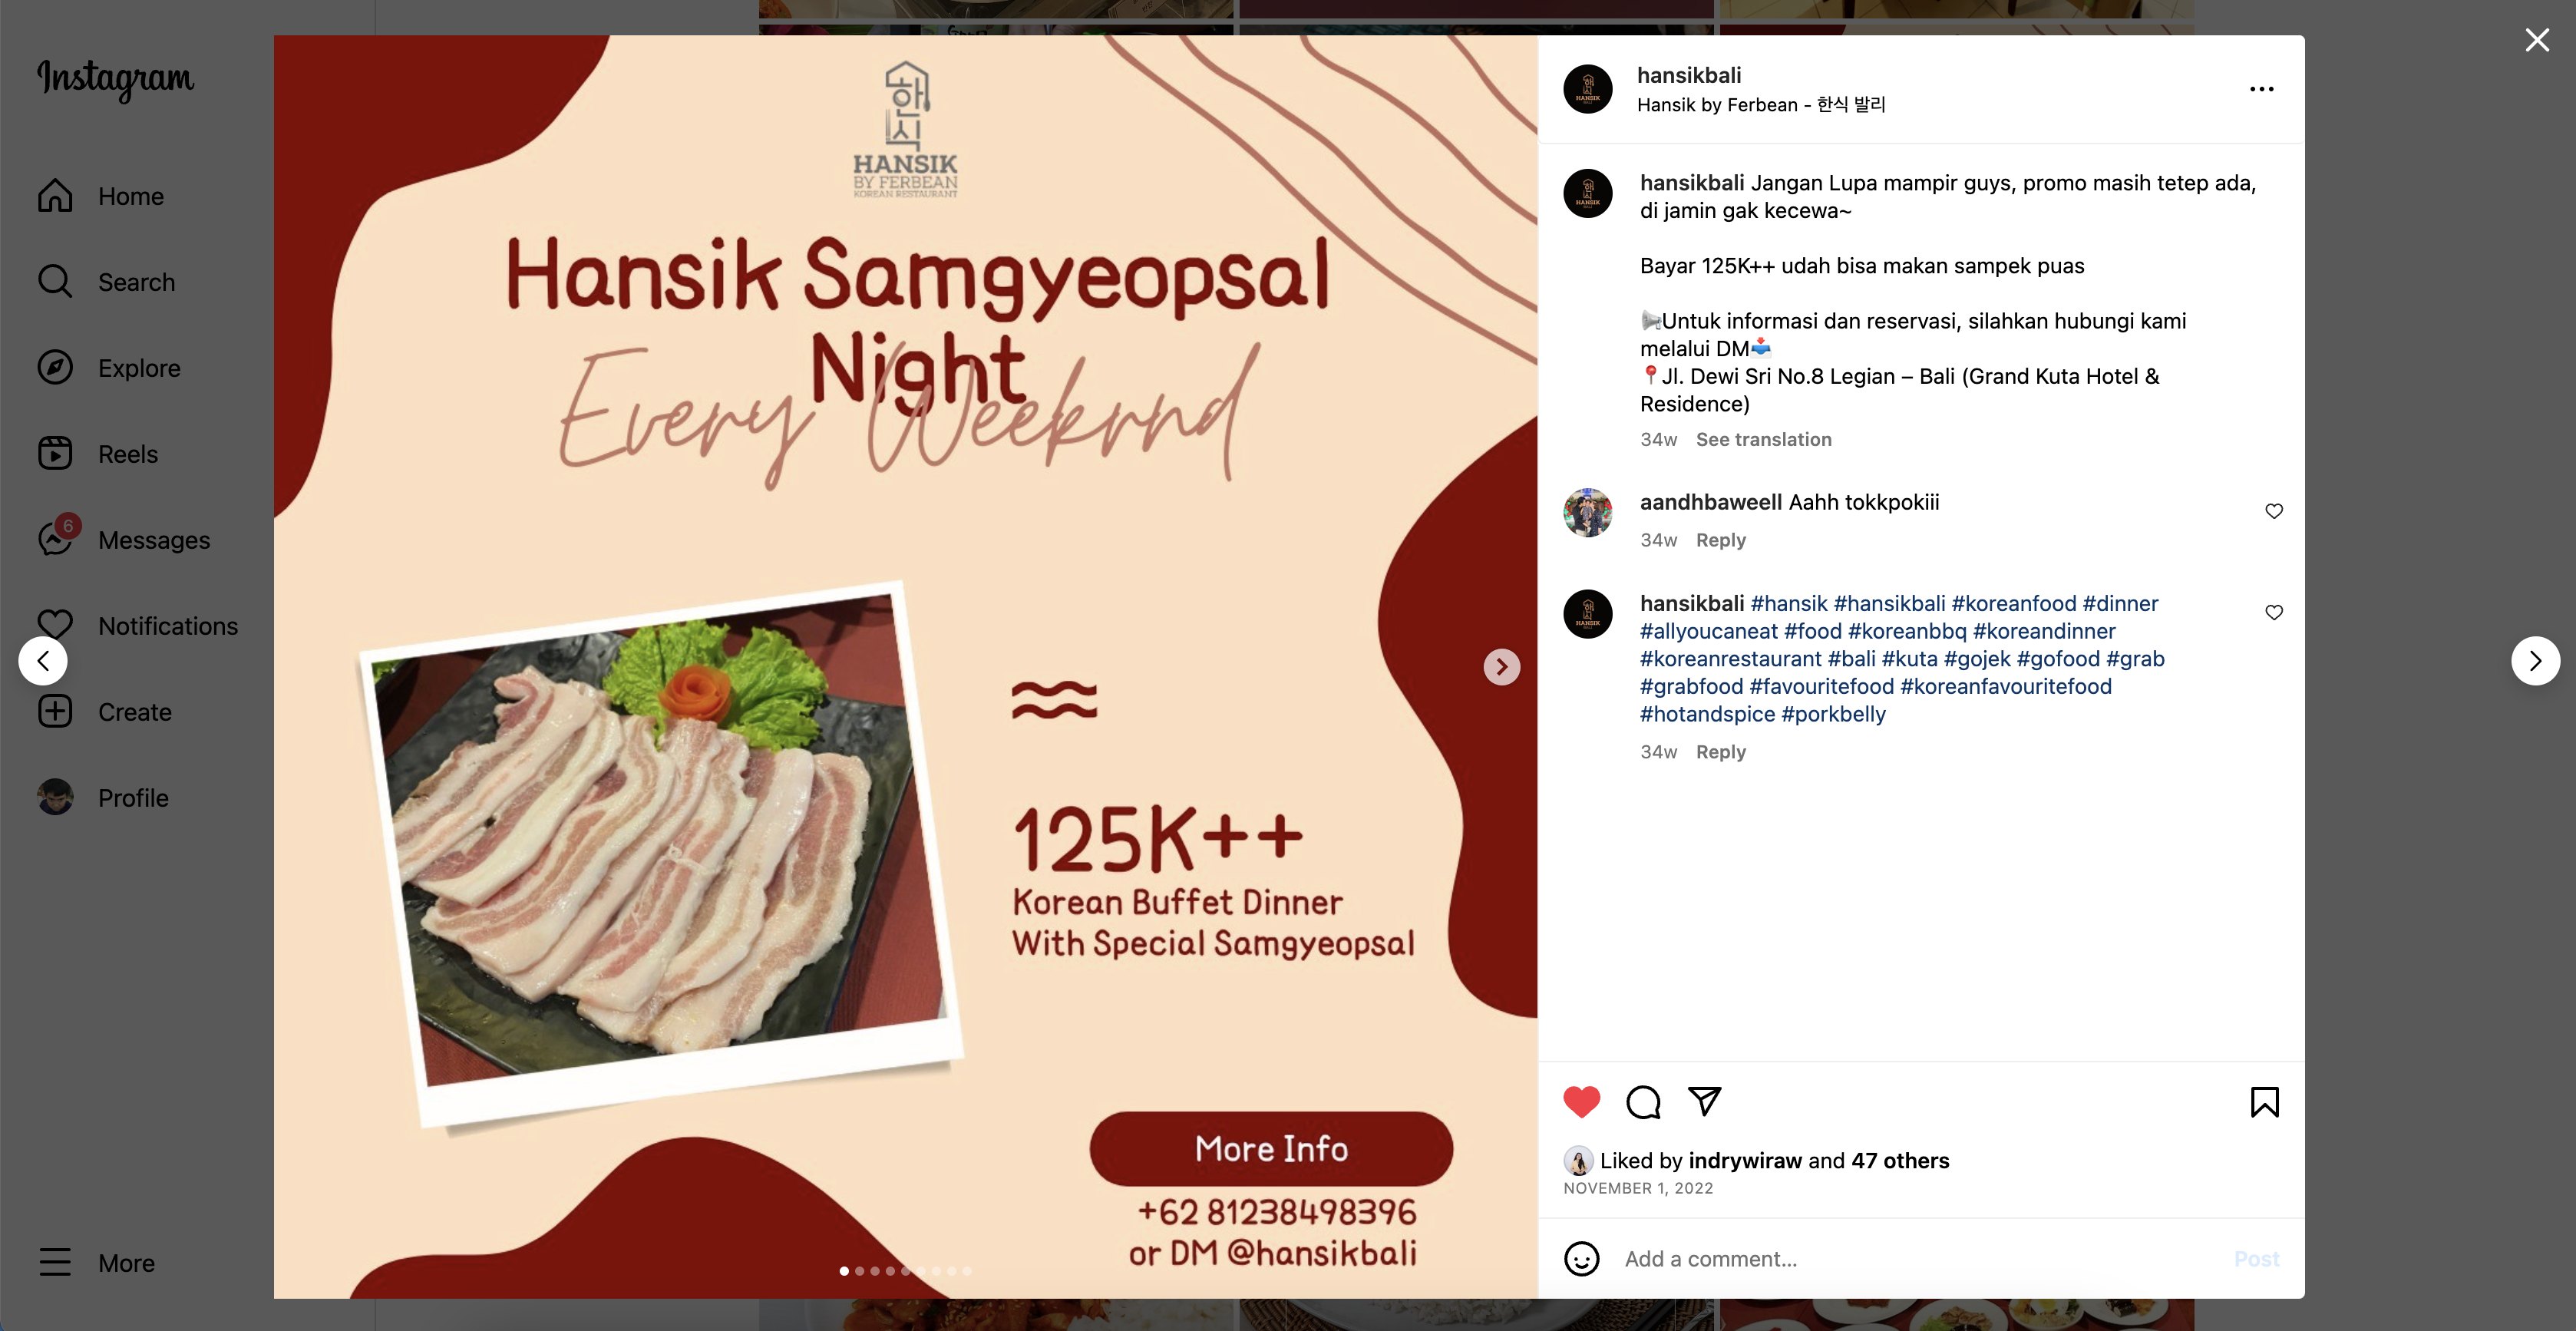 Instagram
Home
Search
Explore
Reels
6
Messages
Notifications
Create
Profile
More
한식
HANSIK
BY FERBEAN
KOREAN RESTAURANT
Hansik Samgyeopsal
Night
Every Weekrnd
125K++
Korean Buffet Dinner
With Special Samgyeopsal
More Info
+62 81238498396
or DM @hansikbali
hansikbali
Hansik by Ferbean - 한식 발리
hansikbali Jangan Lupa mampir guys, promo masih tetep ada,
di jamin gak kecewa~
Bayar 125K++ udah bisa makan sampek puas
📢Untuk informasi dan reservasi, silahkan hubungi kami
melalui DM📥
📍Jl. Dewi Sri No.8 Legian – Bali (Grand Kuta Hotel &
Residence)
34w See translation
aandhbaweell Aahh tokkpokiii
34w Reply
hansikbali #hansik #hansikbali #koreanfood #dinner
#allyoucaneat #food #koreanbbq #koreandinner
#koreanrestaurant #bali #kuta #gojek #gofood #grab
#grabfood #favouritefood #koreanfavouritefood
#hotandspice #porkbelly
34w Reply
Liked by indrywiraw and 47 others
NOVEMBER 1, 2022
Add a comment...
Post